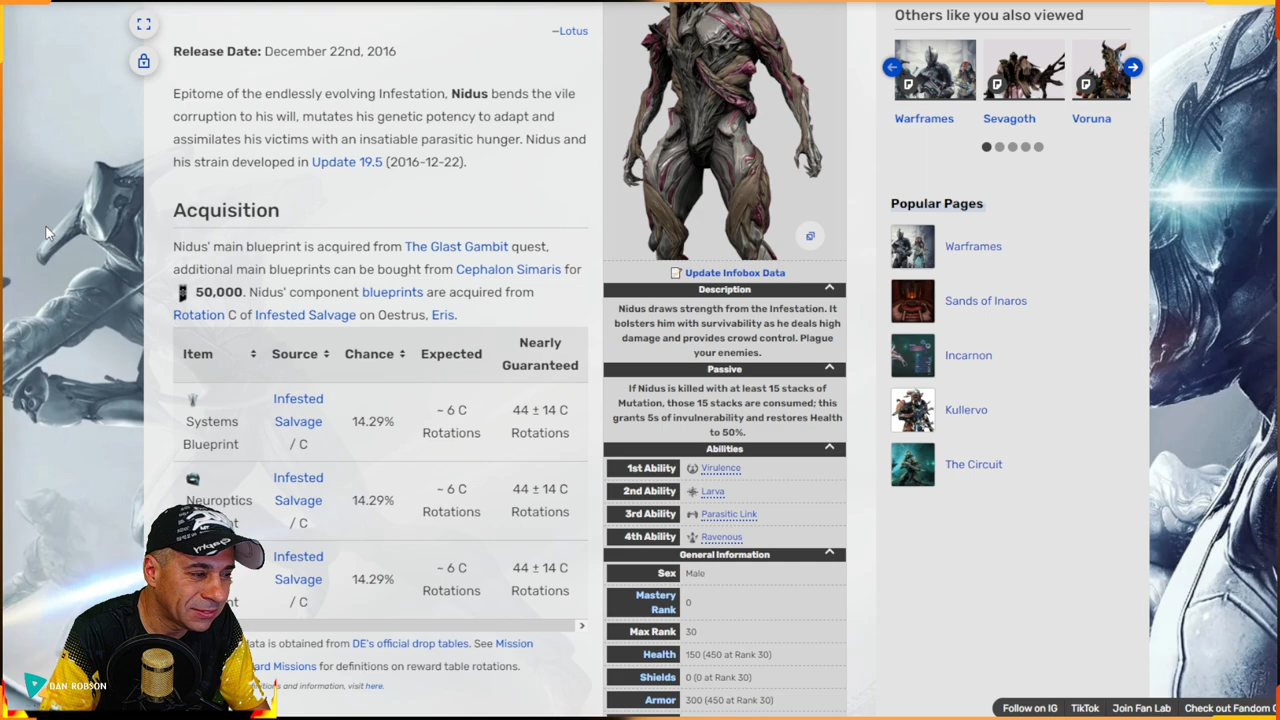 —Lotus
Release Date: December 22nd, 2016
Epitome of the endlessly evolving Infestation, Nidus bends the vile
corruption to his will, mutates his genetic potency to adapt and
assimilates his victims with an insatiable parasitic hunger. Nidus and
his strain developed in Update 19.5 (2016-12-22).
Acquisition
Nidus' main blueprint is acquired from The Glast Gambit quest,
additional main blueprints can be bought from Cephalon Simaris for
50,000. Nidus' component blueprints are acquired from
Rotation C of Infested Salvage on Oestrus, Eris.
Item Source Chance Expected Nearly
Guaranteed
Systems
Blueprint
Infested
Salvage
/ C
14.29%
~ 6 C
Rotations
44 ± 14 C
Rotations
Neuroptics
Infested
Salvage
/ C
14.29%
~ 6 C
Rotations
44 ± 14 C
Rotations
Infested
Salvage
/ C
14.29%
~ 6 C
Rotations
44 ± 14 C
Rotations
is obtained from DE's official drop tables. See Mission
Missions for definitions on reward table rotations.
and information, visit here.
DAN ROBSON
Update Infobox Data
Description
Nidus draws strength from the Infestation. It
bolsters him with survivability as he deals high
damage and provides crowd control. Plague
your enemies.
Passive
If Nidus is killed with at least 15 stacks of
Mutation, those 15 stacks are consumed; this
grants 5s of invulnerability and restores Health
to 50%.
Abilities
1st Ability Virulence
2nd Ability Larva
3rd Ability Parasitic Link
4th Ability Ravenous
General Information
Sex Male
Mastery
Rank
0
Max Rank 30
Health 150 (450 at Rank 30)
Shields 0 (0 at Rank 30)
Armor 300 (450 at Rank 30)
Others like you also viewed
Warframes Sevagoth Voruna
Popular Pages
Warframes
Sands of Inaros
Incarnon
Kullervo
The Circuit
Follow on IG TikTok Join Fan Lab Check out Fandom